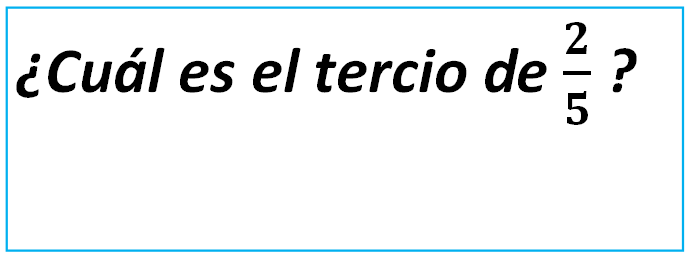 ¿Cuál es el tercio de 2/5 ?